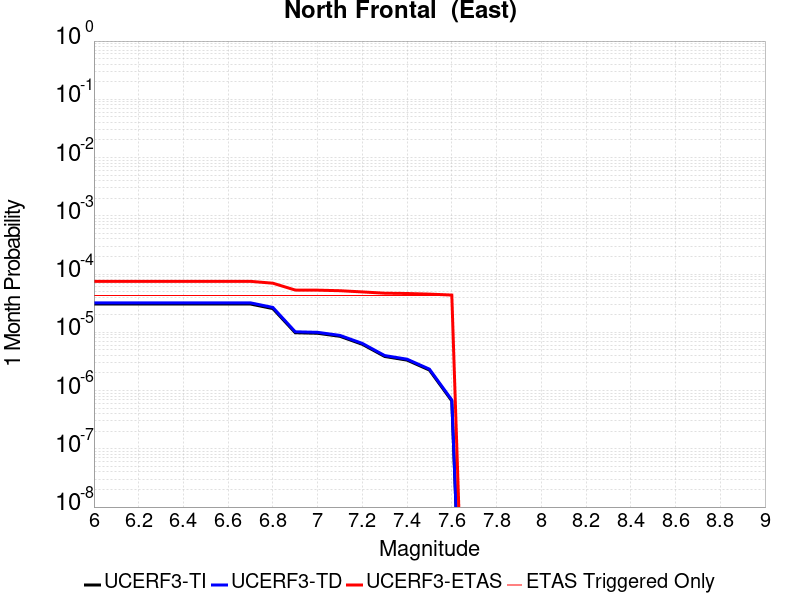 North Frontal  (East)
10^0
10^-1
10^-2
10^-3
10^-4
10^-5
10^-6
10^-7
10^-8
1 Month Probability
6 6.2 6.4 6.6 6.8 7 7.2 7.4 7.6 7.8 8 8.2 8.4 8.6 8.8 9
Magnitude
UCERF3-TI UCERF3-TD UCERF3-ETAS ETAS Triggered Only